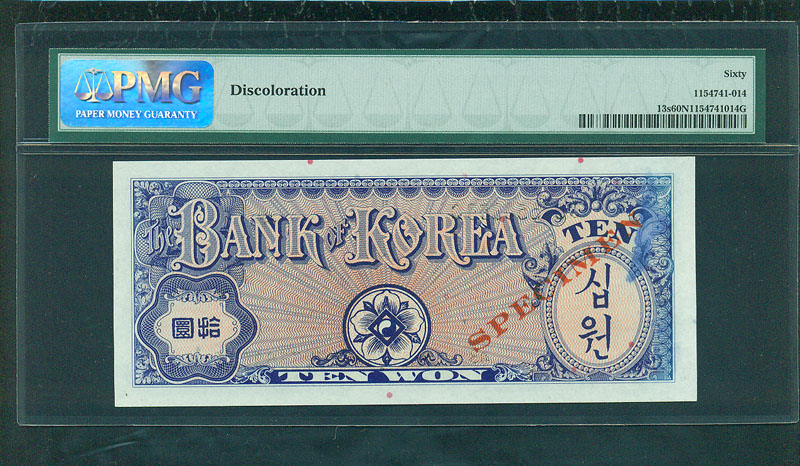 PMG
PAPER MONEY GUARANTY
Discoloration
Sixty
1154741-014
13s60N1154741014G
The BANK OF KOREA
TEN
SPECIMEN
십원
圓拾
TEN WON